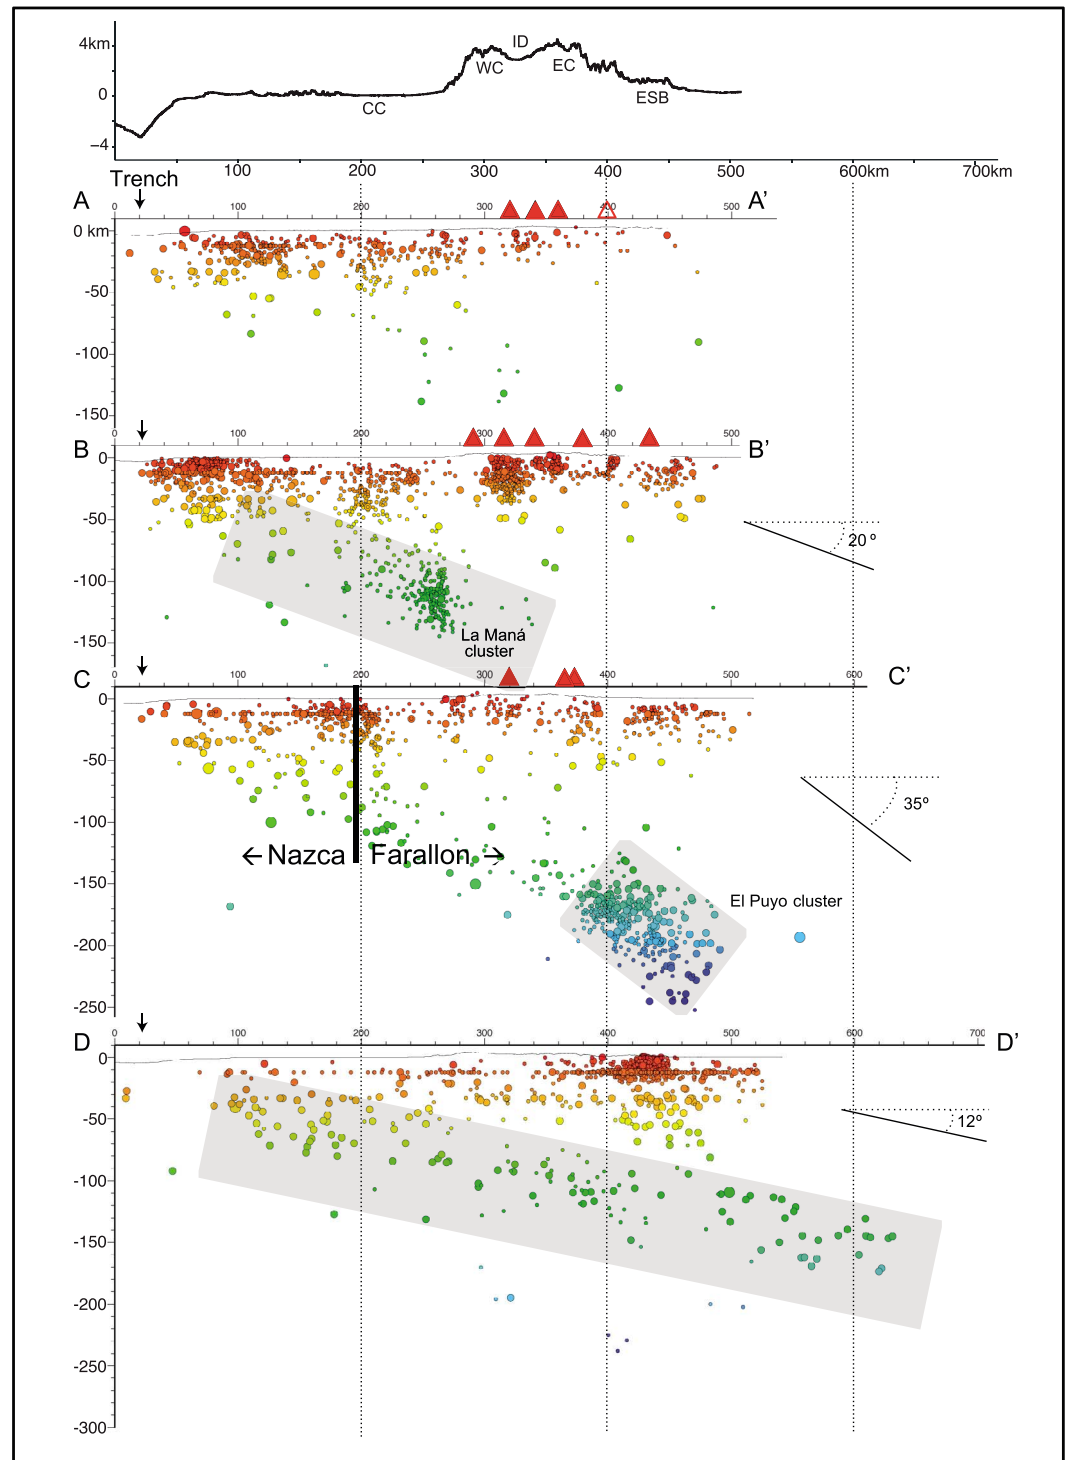 4km
ID
WC
EC
0
CC
ESB
−4
100
200
300
400
500
600km
700km
Trench
A
0
100
200
300
400
500
A'
0 km
-50
-100
-150
0
100
200
300
400
500
B
B'
0
-50
20 º
-100
La Maná
cluster
-150
0
100
200
300
400
500
600
C
C'
0
-50
35º
-100
← Nazca
Farallon →
-150
El Puyo cluster
-200
-250
0
100
200
300
400
500
600
700
D
D'
0
-50
12º
-100
-150
-200
-250
-300